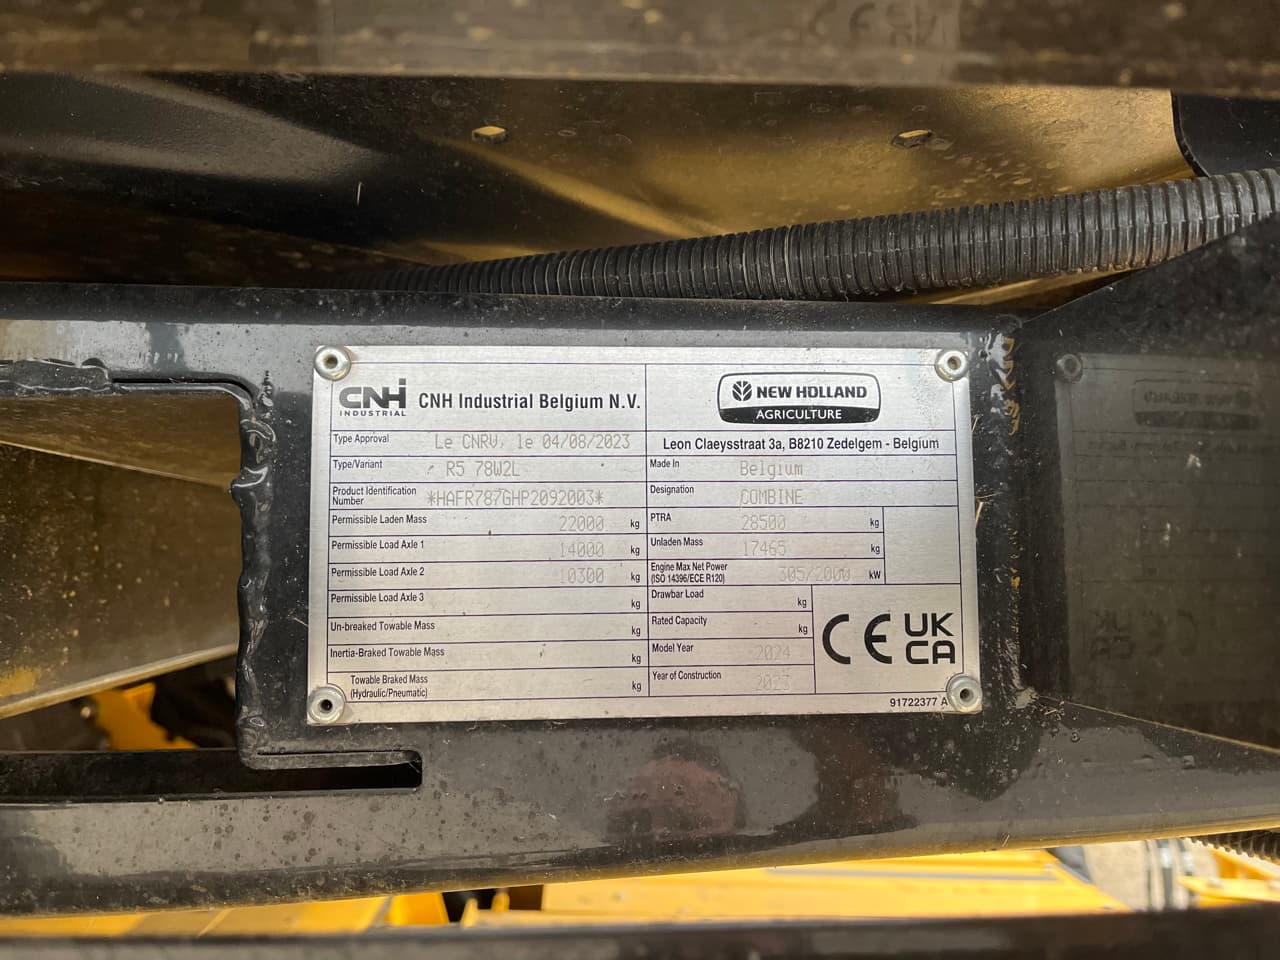 CNH
INDUSTRIAL
CNH Industrial Belgium N.V.
NEW HOLLAND
AGRICULTURE
Type Approval Le CNRV, le 04/08/2023
Leon Claeysstraat 3a, B8210 Zedelgem - Belgium
Type/Variant R5 78W2L
Made In Belgium
Product Identification
Number *HAFR787GHP2092003*
Designation COMBINE
Permissible Laden Mass 22000 kg
PTRA 28500 kg
Permissible Load Axle 1 14000 kg
Unladen Mass 17465 kg
Permissible Load Axle 2 10300 kg
Engine Max Net Power
(ISO 14396/ECE R120) 305/2000 kW
Permissible Load Axle 3 kg
Drawbar Load kg
Un-breaked Towable Mass kg
Rated Capacity kg
Inertia-Braked Towable Mass kg
Model Year 2024
Towable Braked Mass
(Hydraulic/Pneumatic) - kg
Year of Construction 2023
CE
UK
CA
91722377 A